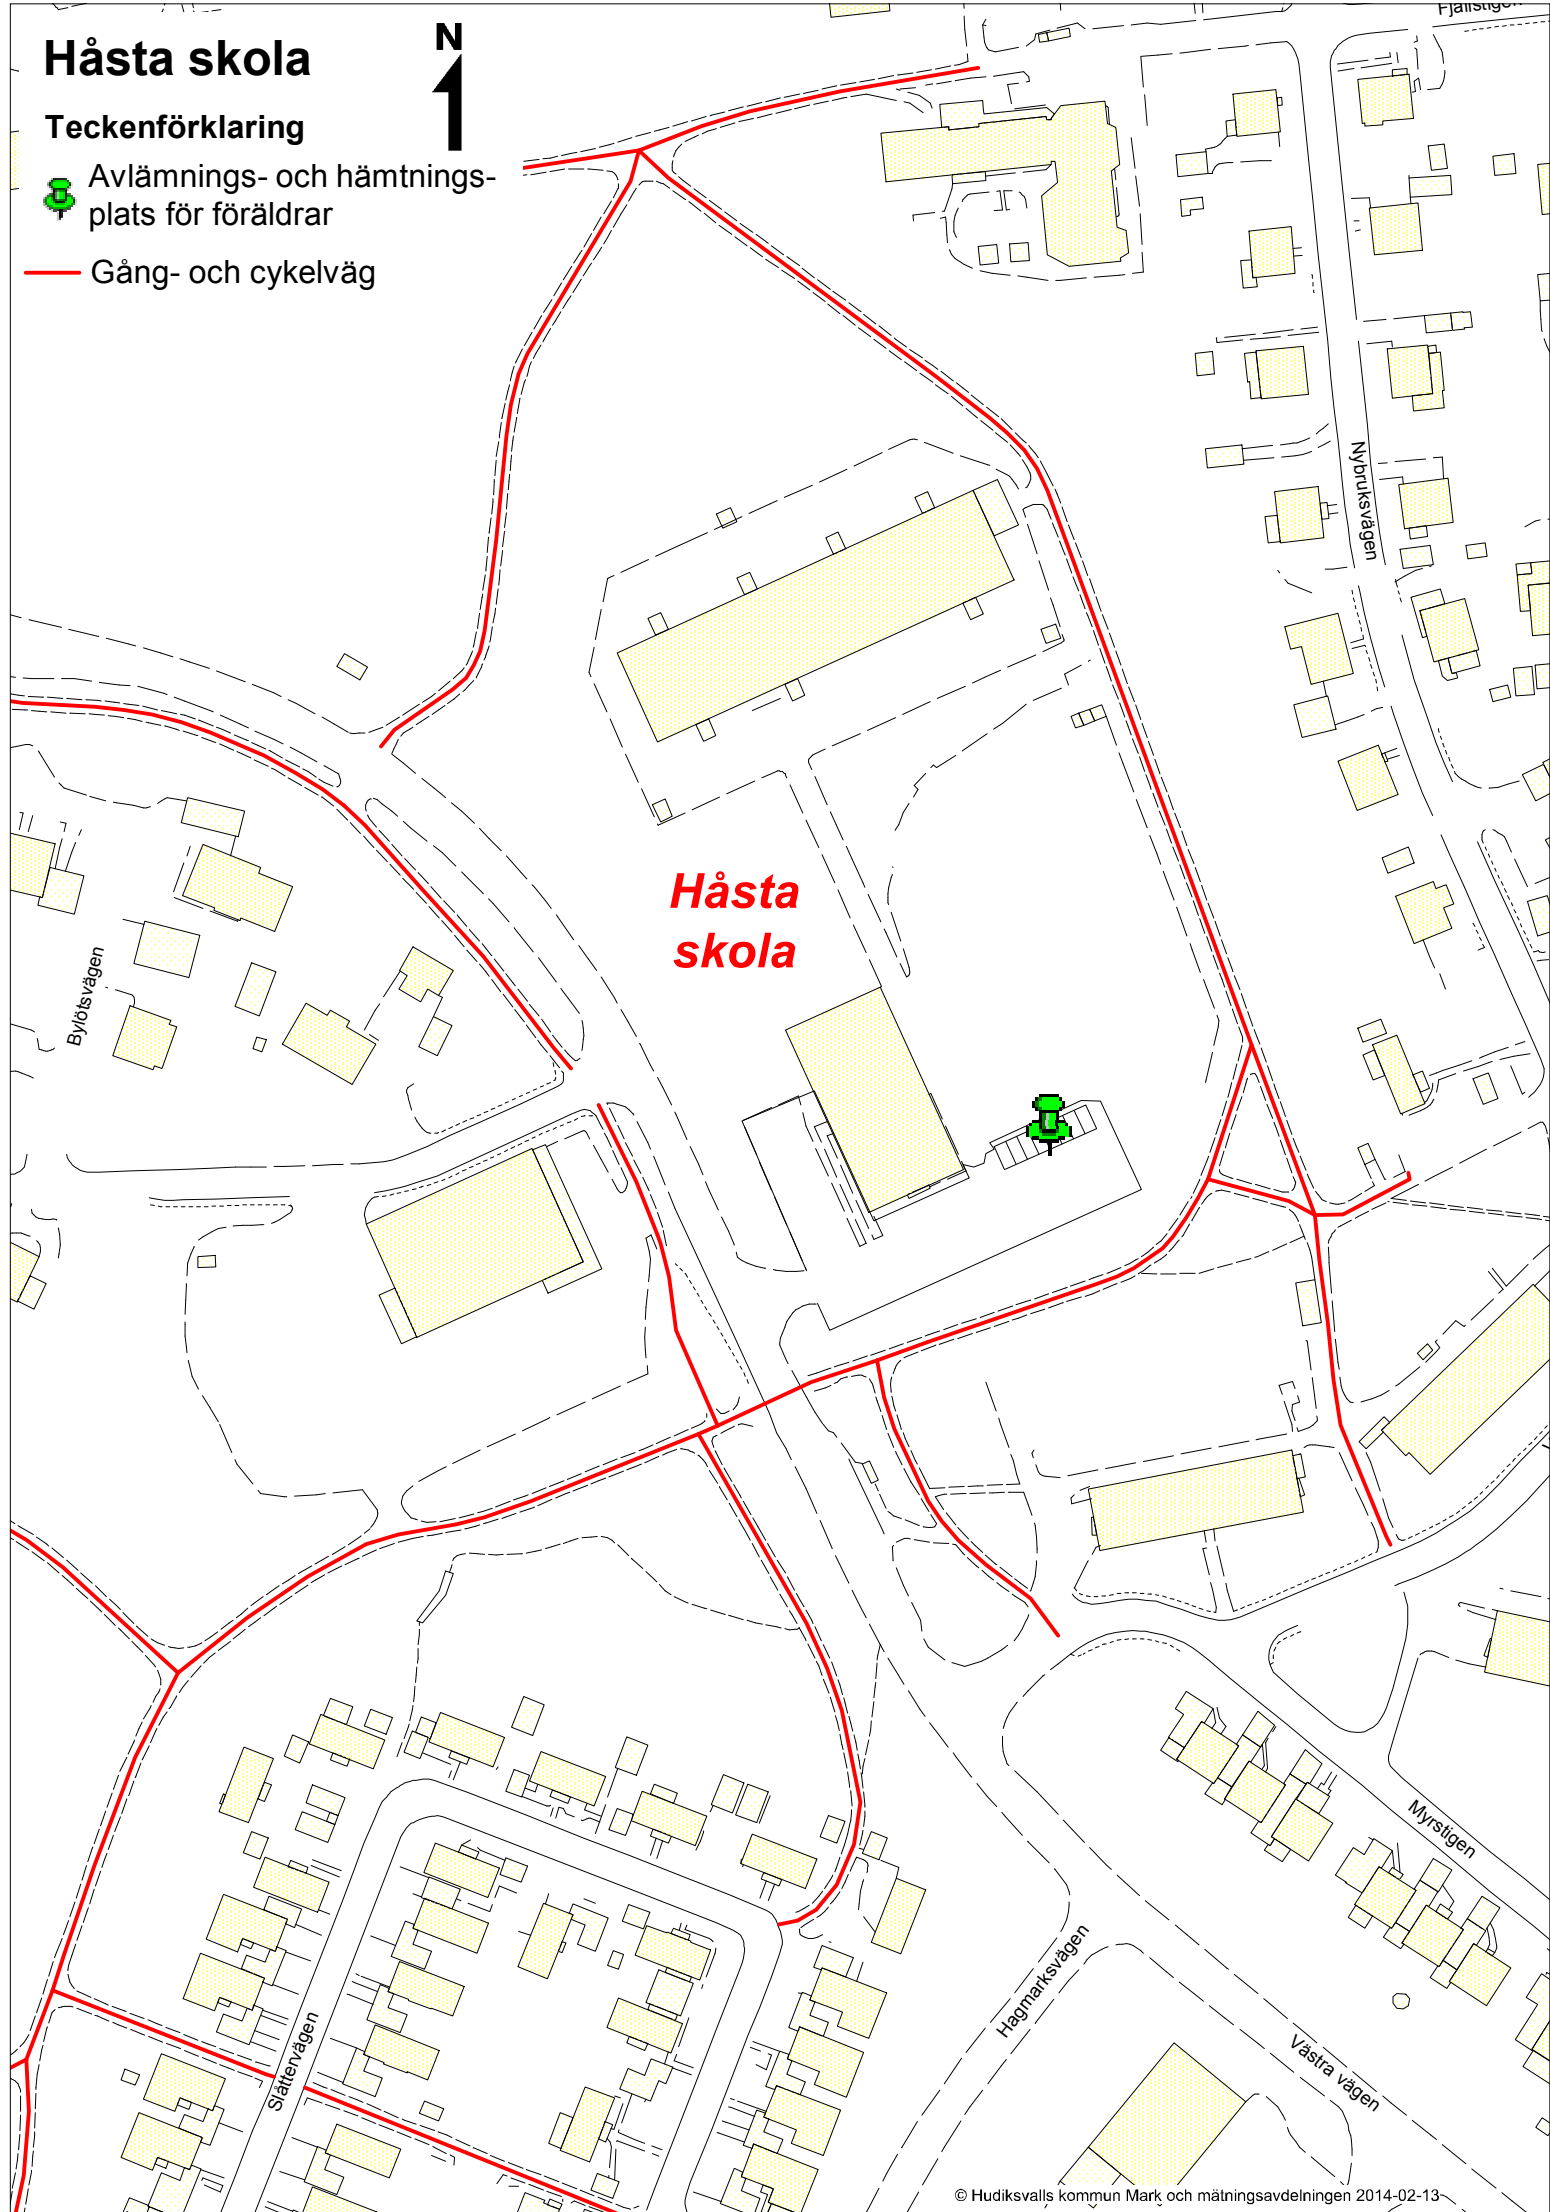 Håsta skola
N
Teckenförklaring
Avlämnings- och hämtnings-
plats för föräldrar
Gång- och cykelväg
Fjällstigen
Nybruksvägen
Håsta
skola
Bylötsvägen
Myrstigen
Hagmarksvägen
Västra vägen
Slåttervägen
© Hudiksvalls kommun Mark och mätningsavdelningen 2014-02-13